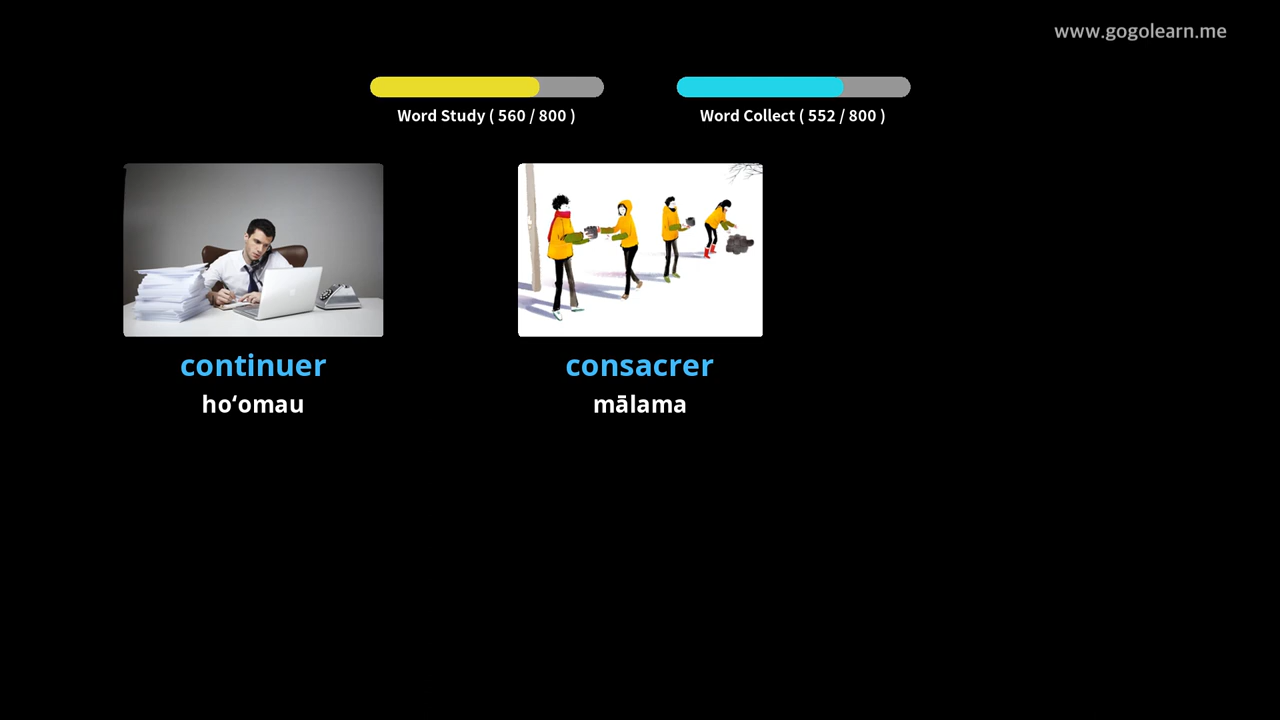 www.gogolearn.me
Word Study ( 560 / 800 )
Word Collect ( 552 / 800 )
continuer
hoʻomau
consacrer
mālama